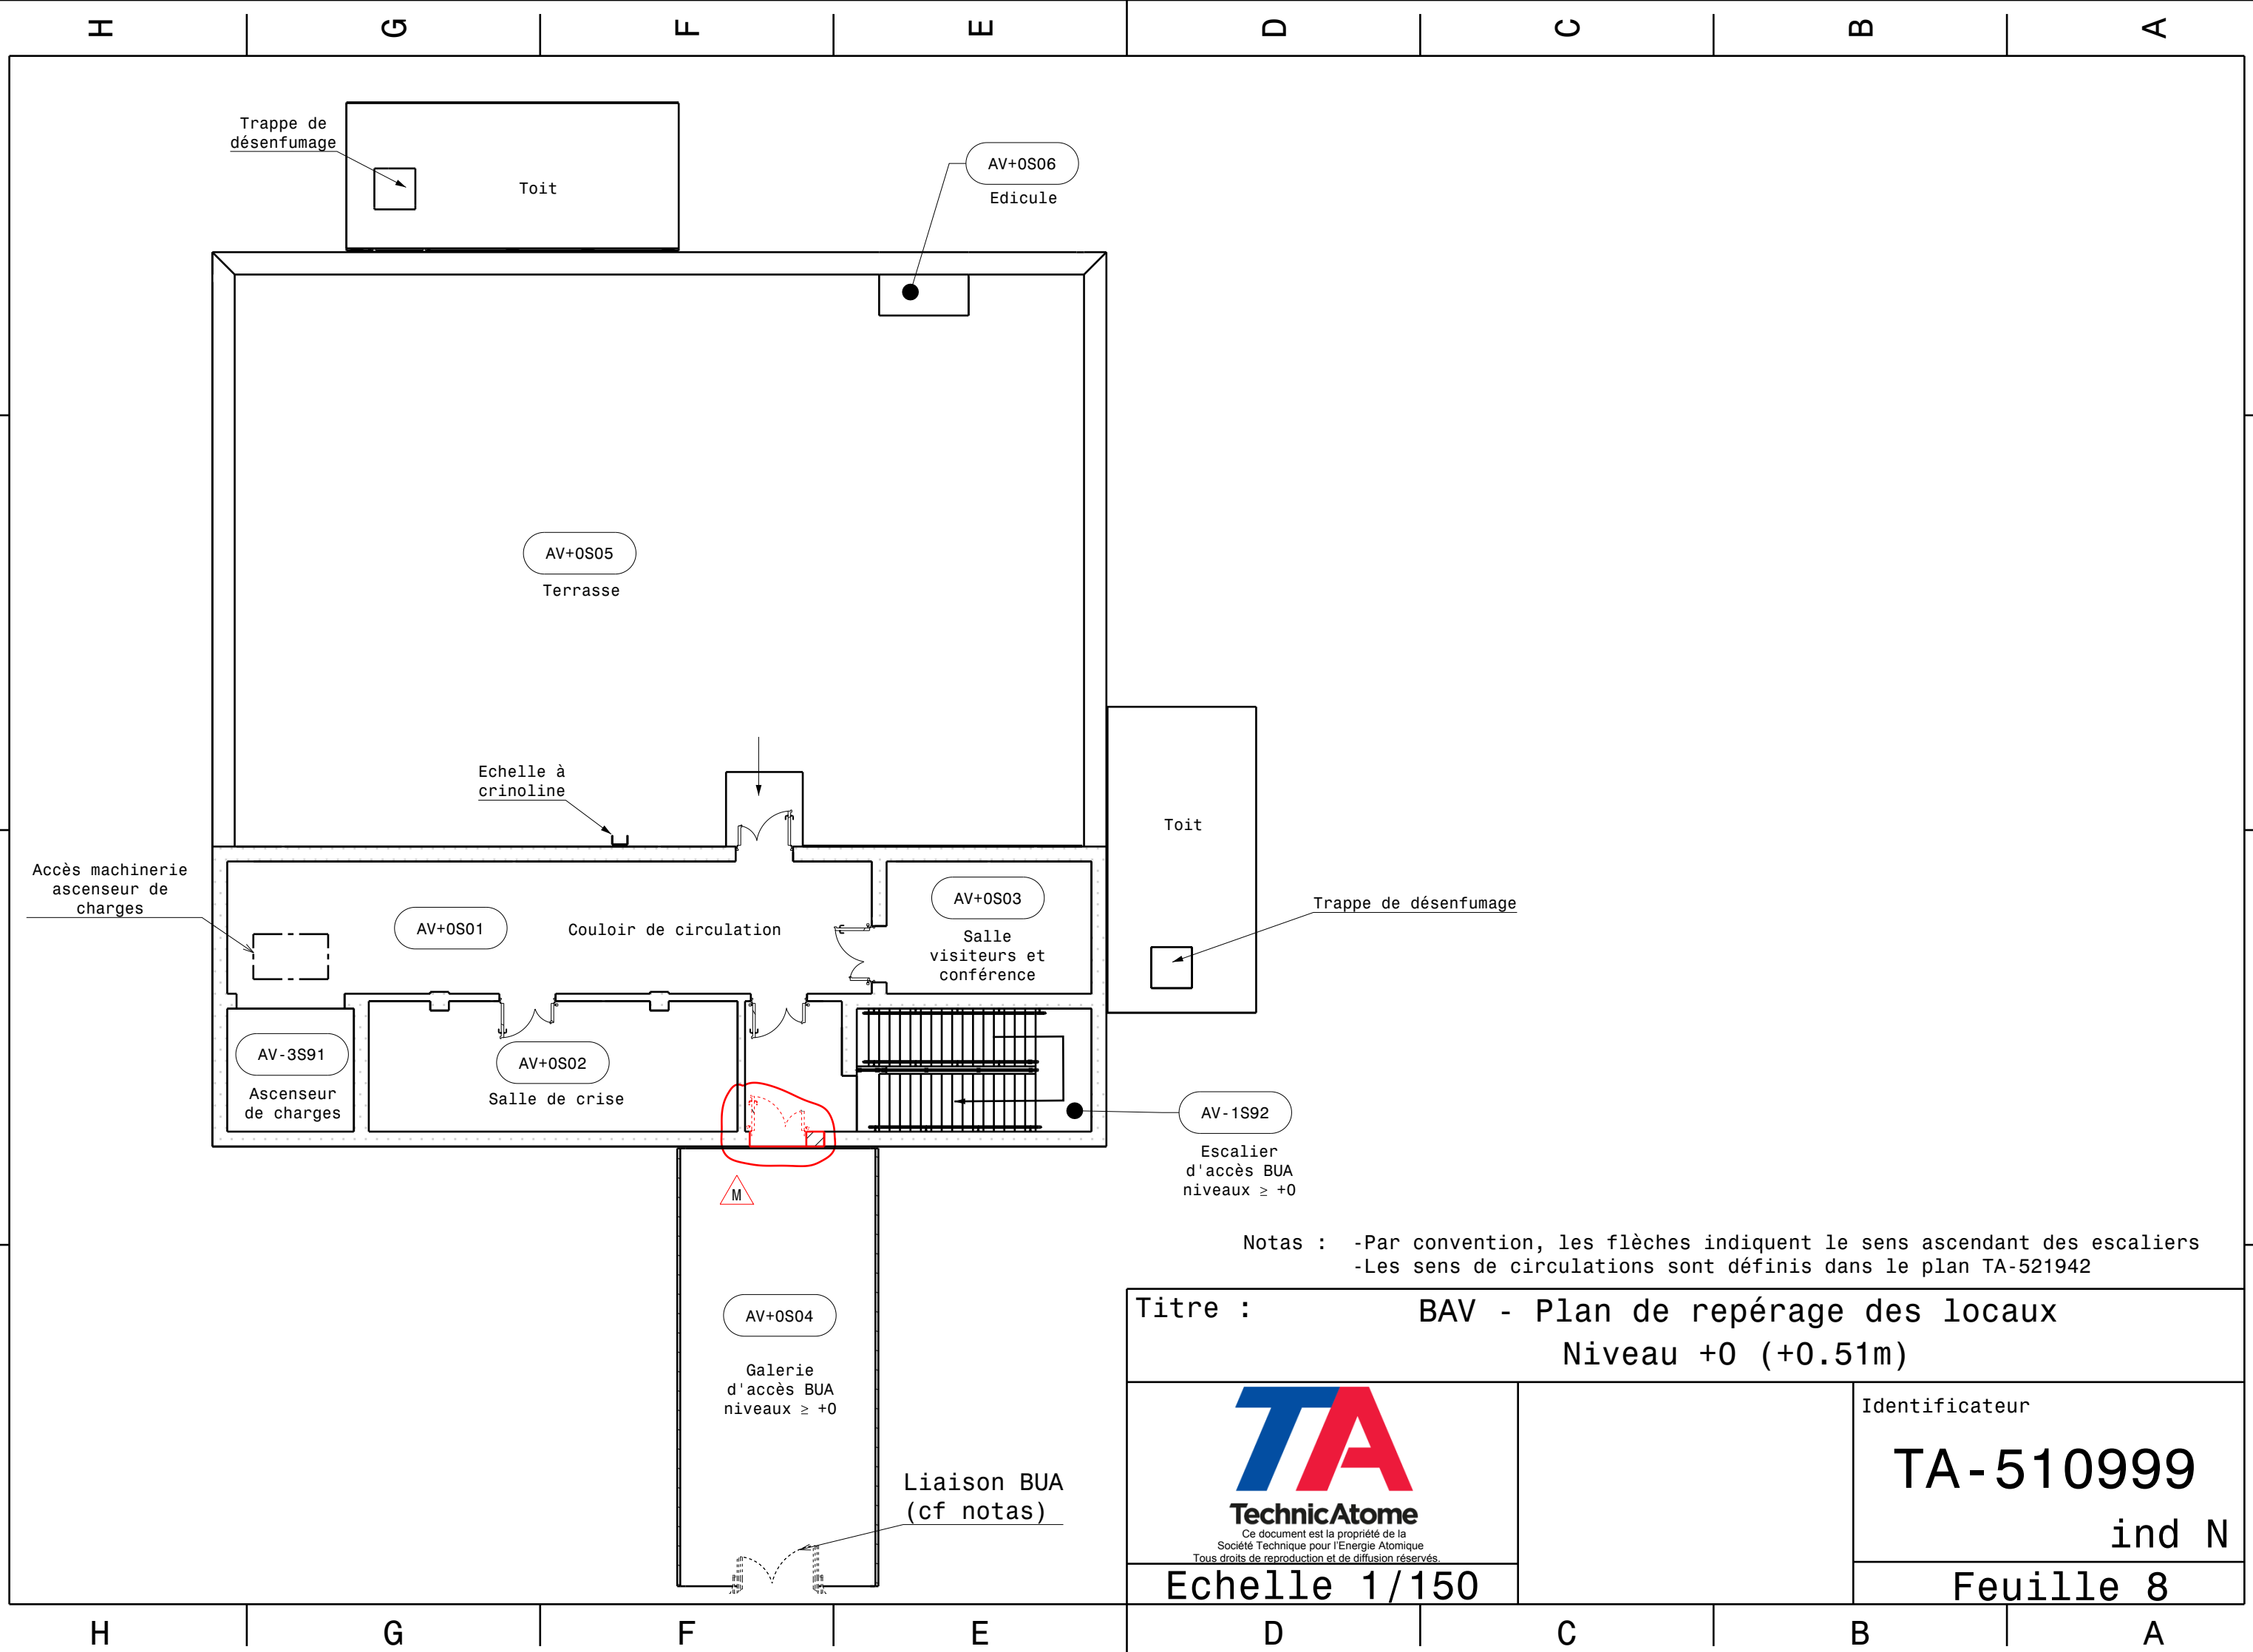 H G F E D C B A
Trappe de
désenfumage
Toit
AV+0S06
Edicule
AV+0S05
Terrasse
Echelle à
crinoline
Toit
Accès machinerie
ascenseur de
charges
AV+0S01
Couloir de circulation
AV+0S03
Salle
visiteurs et
conférence
Trappe de désenfumage
AV-3S91
Ascenseur
de charges
AV+0S02
Salle de crise
AV-1S92
Escalier
d'accès BUA
niveaux ≥ +0
M
Notas : -Par convention, les flèches indiquent le sens ascendant des escaliers
-Les sens de circulations sont définis dans le plan TA-521942
AV+0S04
Galerie
d'accès BUA
niveaux ≥ +0
Liaison BUA
(cf notas)
Titre : BAV - Plan de repérage des locaux
Niveau +0 (+0.51m)
TA
TechnicAtome
Ce document est la propriété de la
Société Technique pour l'Energie Atomique
Tous droits de reproduction et de diffusion réservés.
Echelle 1/150
Identificateur
TA-510999
ind N
Feuille 8
H G F E D C B A